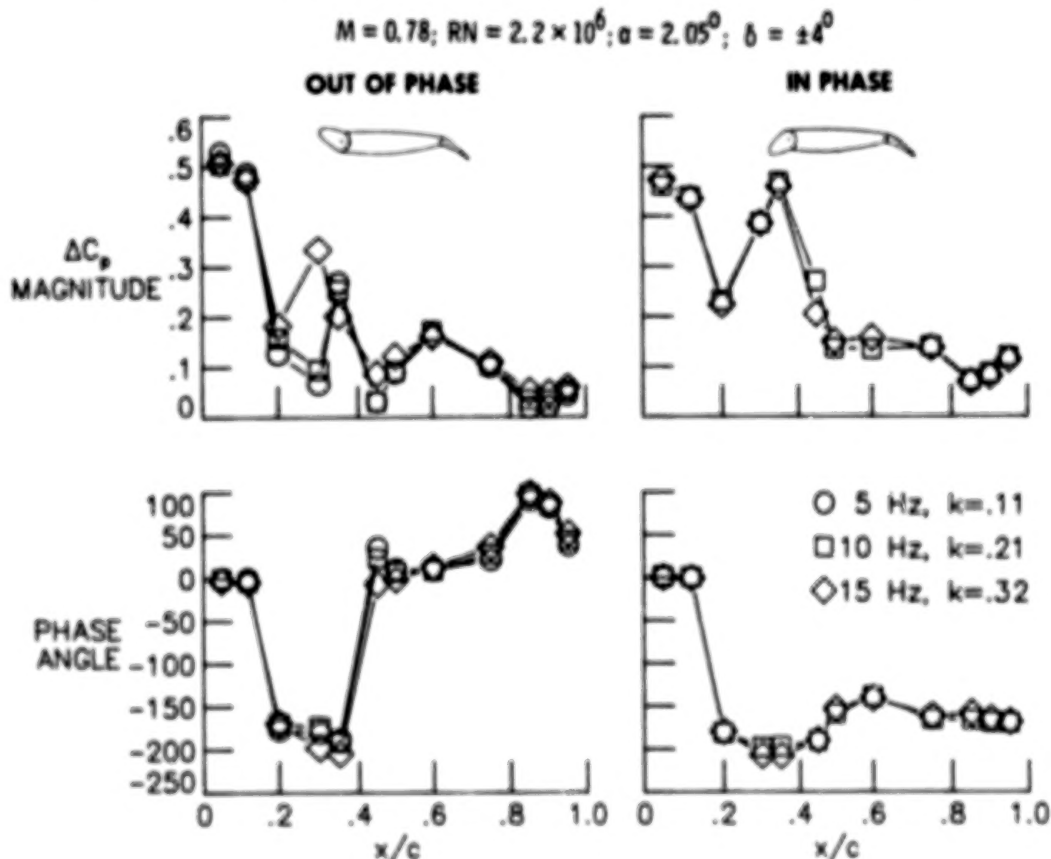 M = 0.78; RN = 2.2 × 10⁶; α = 2.05⁰; δ = ±4⁰
OUT OF PHASE
IN PHASE
.6
.5
.4
.3
.2
.1
0
ΔCₚ
MAGNITUDE
100
50
0
-50
-100
-150
-200
-250
PHASE
ANGLE
5 Hz, k=.11
10 Hz, k=.21
15 Hz, k=.32
0 .2 .4 .6 .8 1.0
0 .2 .4 .6 .8 1.0
x/c
x/c